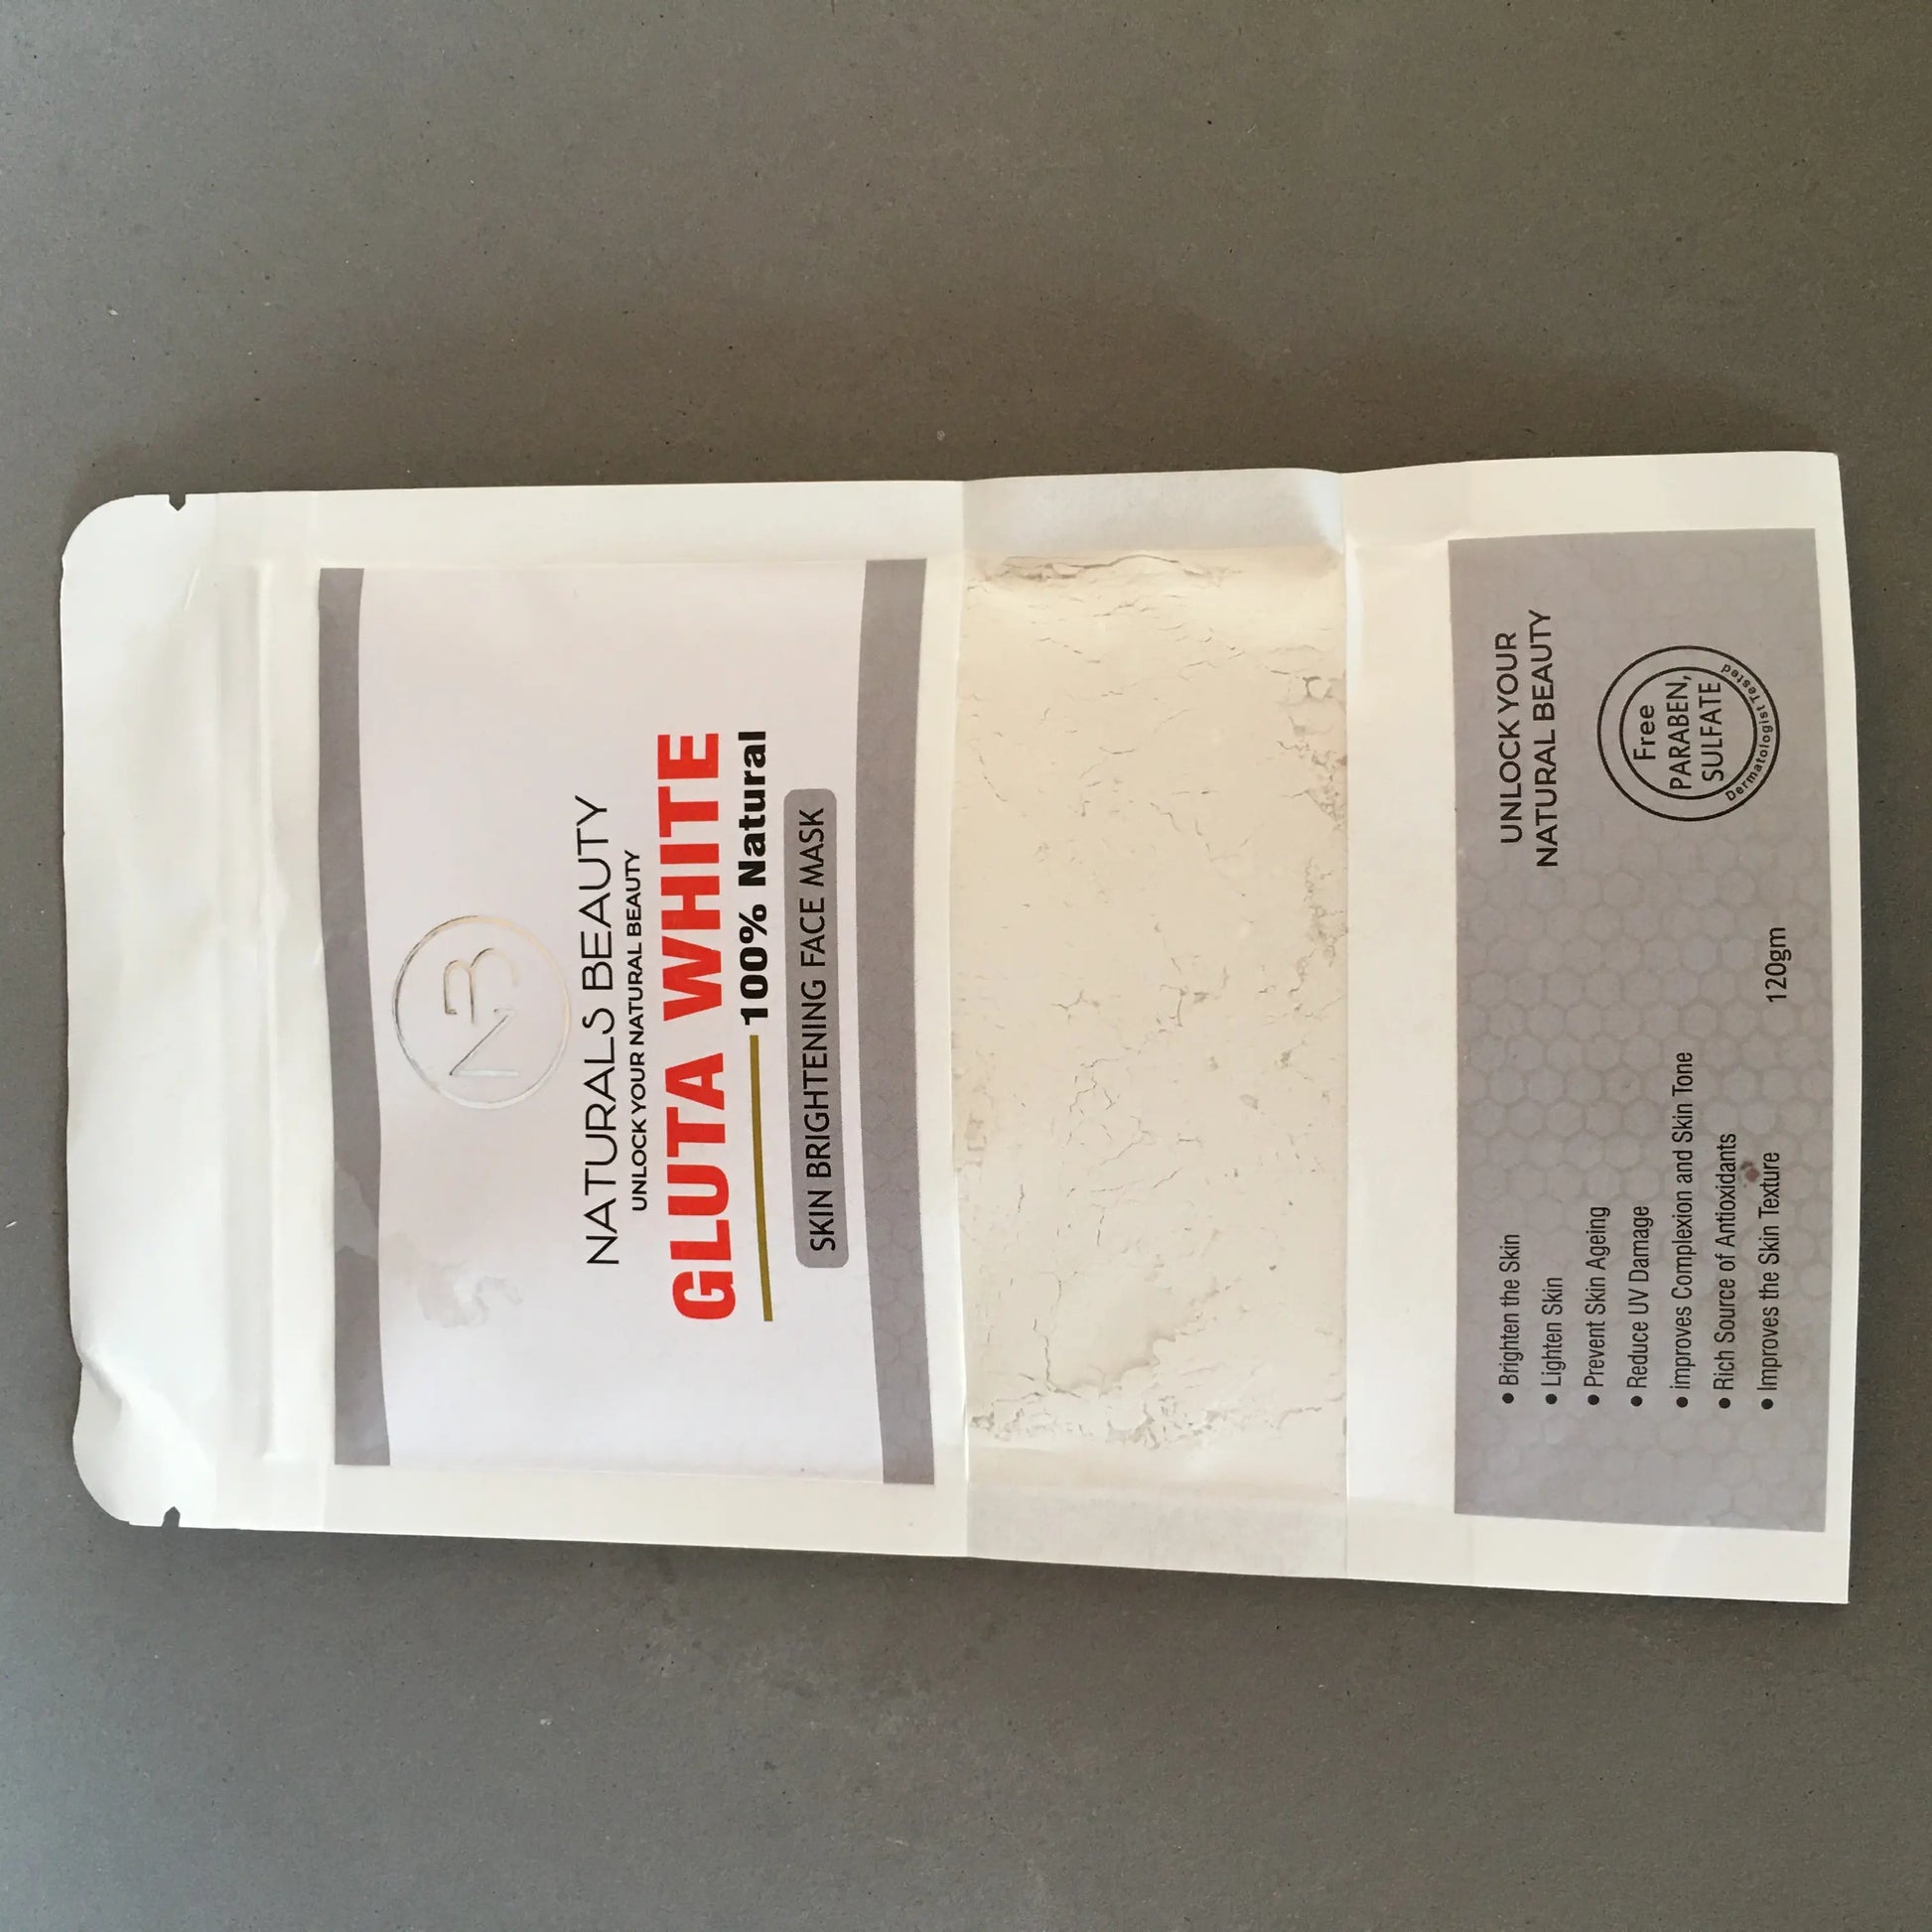 NB
NATURALS BEAUTY
UNLOCK YOUR NATURAL BEAUTY
GLUTA WHITE
100% Natural
SKIN BRIGHTENING FACE MASK
UNLOCK YOUR
NATURAL BEAUTY
Free
PARABEN,
SULFATE
Dermatologist Tested
• Brighten the Skin
• Lighten Skin
• Prevent Skin Ageing
• Reduce UV Damage
• improves Complexion and Skin Tone
• Rich Source of Antioxidants
• Improves the Skin Texture
120gm